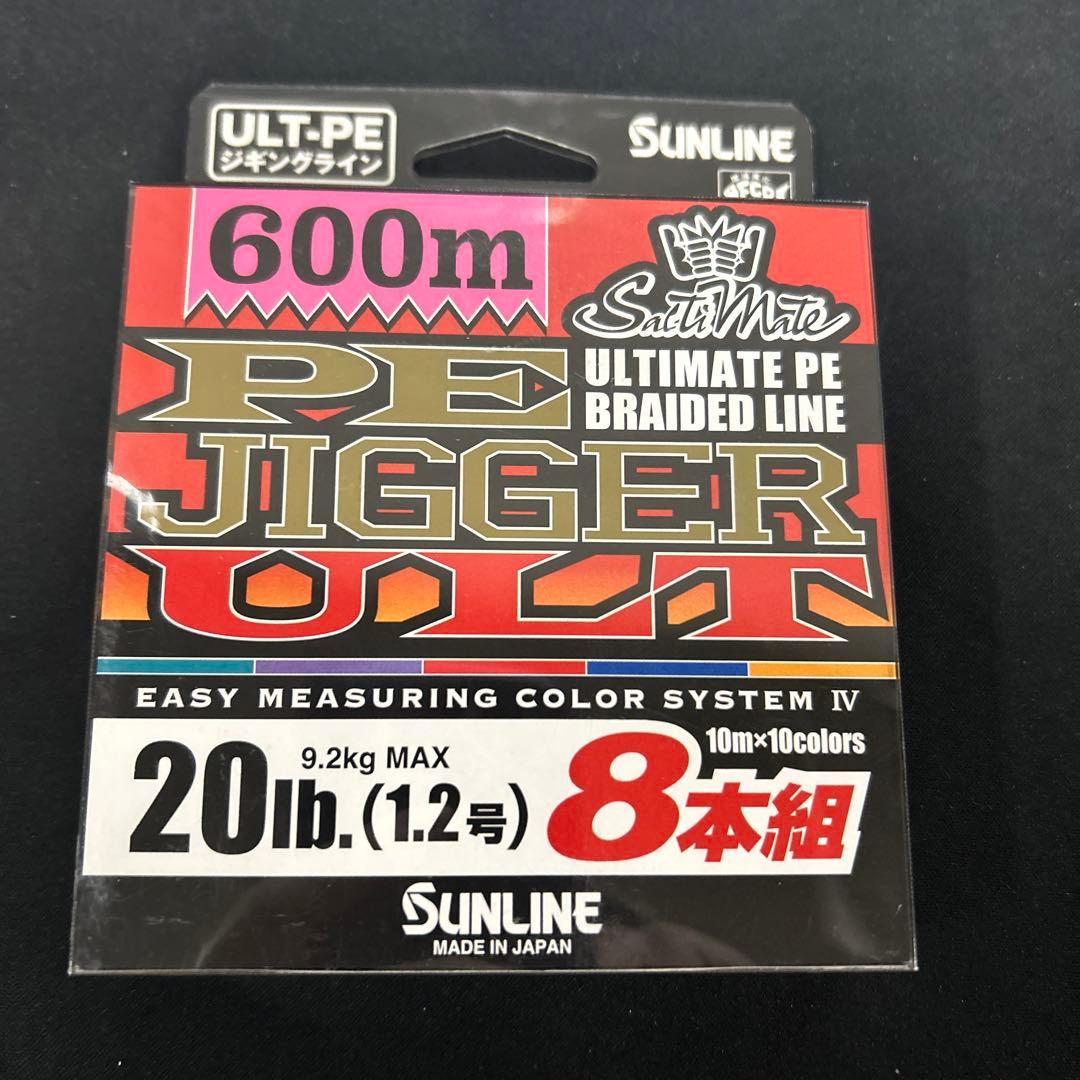 ULT-PE
ジギングライン
SUNLINE
600m
SaltiMate
PE
ULTIMATE PE
BRAIDED LINE
JIGGER
ULT
EASY MEASURING COLOR SYSTEM IV
10m×10colors
9.2kg MAX
20lb.(1.2号)
8本組
SUNLINE
MADE IN JAPAN